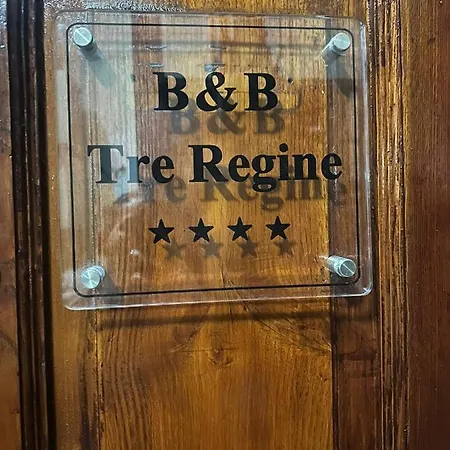 B&B
Tre Regine
★★★★